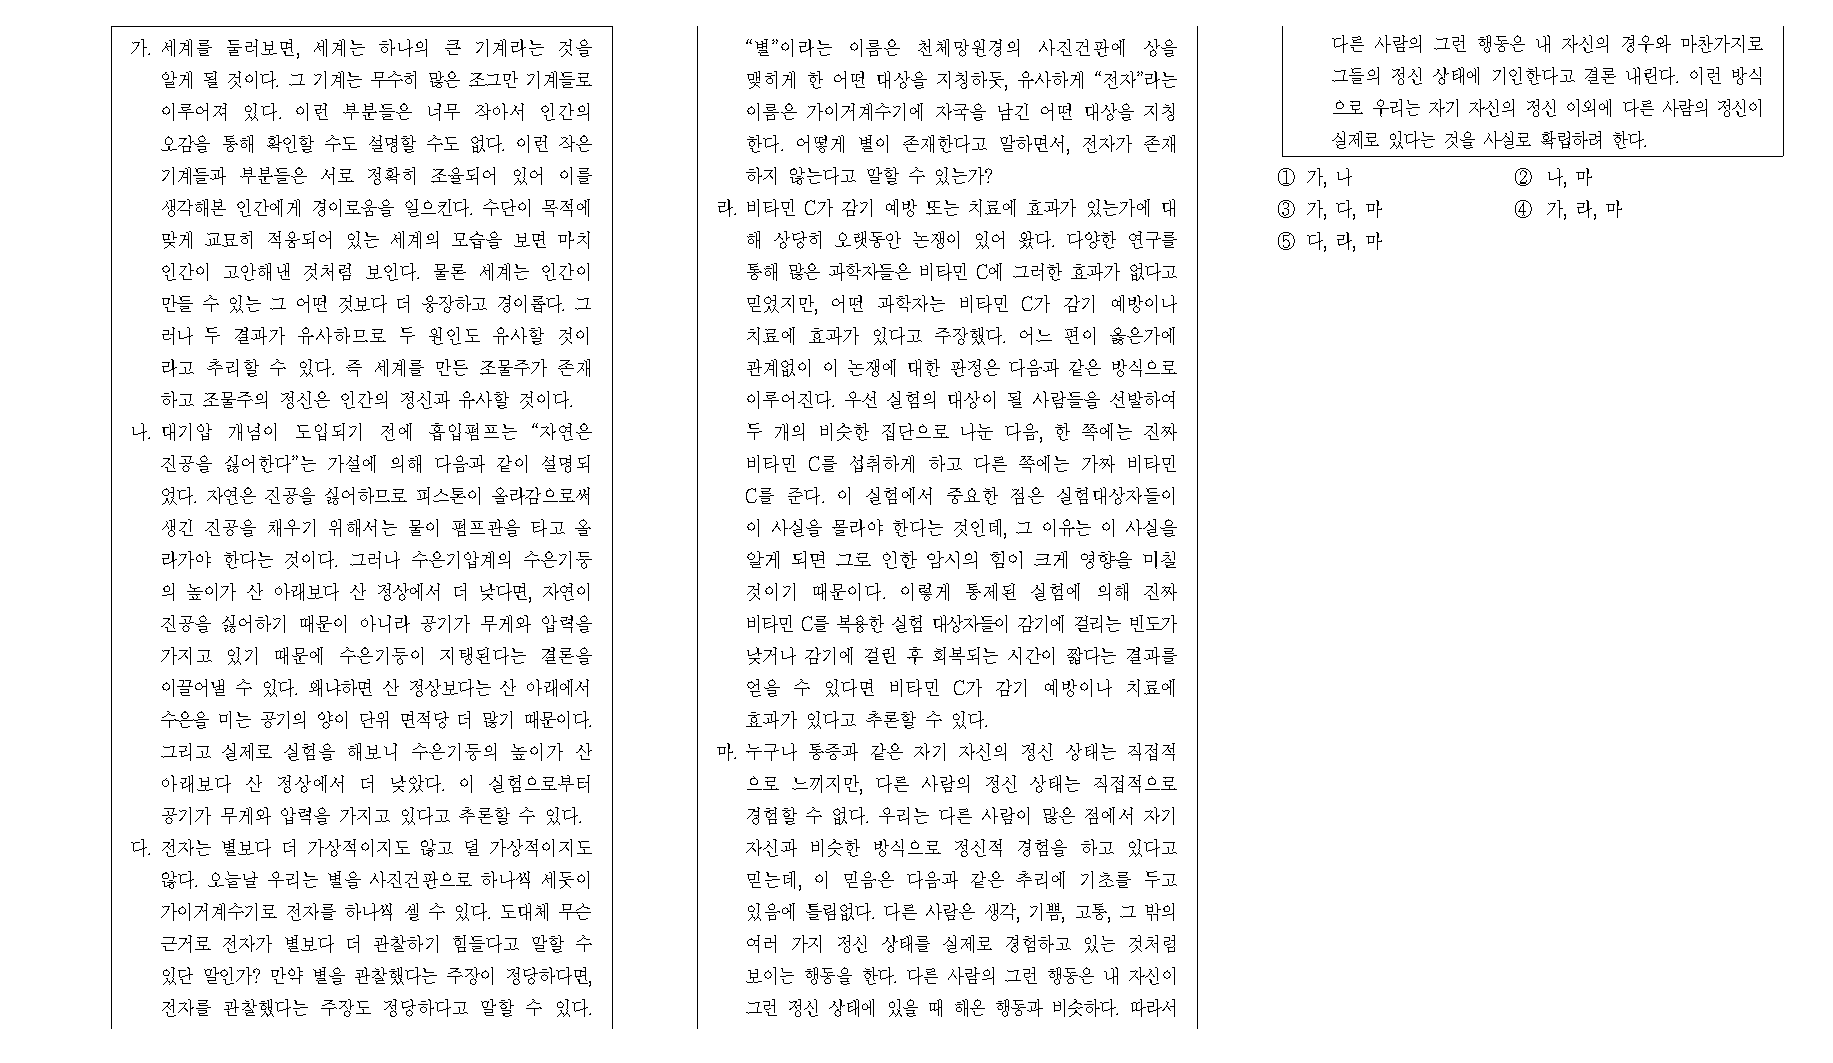 가. 세계를 둘러보면, 세계는 하나의 큰 기계라는 것을
알게 될 것이다. 그 기계는 무수히 많은 조그만 기계들로
이루어져 있다. 이런 부분들은 너무 작아서 인간의
오감을 통해 확인할 수도 설명할 수도 없다. 이런 작은
기계들과 부분들은 서로 정확히 조율되어 있어 이를
생각해본 인간에게 경이로움을 일으킨다. 수단이 목적에
맞게 교묘히 적응되어 있는 세계의 모습을 보면 마치
인간이 고안해낸 것처럼 보인다. 물론 세계는 인간이
만들 수 있는 그 어떤 것보다 더 웅장하고 경이롭다. 그
러나 두 결과가 유사하므로 두 원인도 유사할 것이
라고 추리할 수 있다. 즉 세계를 만든 조물주가 존재
하고 조물주의 정신은 인간의 정신과 유사할 것이다.
나. 대기압 개념이 도입되기 전에 흡입펌프는 “자연은
진공을 싫어한다”는 가설에 의해 다음과 같이 설명되
었다. 자연은 진공을 싫어하므로 피스톤이 올라감으로써
생긴 진공을 채우기 위해서는 물이 펌프관을 타고 올
라가야 한다는 것이다. 그러나 수은기압계의 수은기둥
의 높이가 산 아래보다 산 정상에서 더 낮다면, 자연이
진공을 싫어하기 때문이 아니라 공기가 무게와 압력을
가지고 있기 때문에 수은기둥이 지탱된다는 결론을
이끌어낼 수 있다. 왜냐하면 산 정상보다는 산 아래에서
수은을 미는 공기의 양이 단위 면적당 더 많기 때문이다.
그리고 실제로 실험을 해보니 수은기둥의 높이가 산
아래보다 산 정상에서 더 낮았다. 이 실험으로부터
공기가 무게와 압력을 가지고 있다고 추론할 수 있다.
다. 전자는 별보다 더 가상적이지도 않고 덜 가상적이지도
않다. 오늘날 우리는 별을 사진건판으로 하나씩 세듯이
가이거계수기로 전자를 하나씩 셀 수 있다. 도대체 무슨
근거로 전자가 별보다 더 관찰하기 힘들다고 말할 수
있단 말인가? 만약 별을 관찰했다는 주장이 정당하다면,
전자를 관찰했다는 주장도 정당하다고 말할 수 있다.
“별”이라는 이름은 천체망원경의 사진건판에 상을
맺히게 한 어떤 대상을 지칭하듯, 유사하게 “전자”라는
이름은 가이거계수기에 자국을 남긴 어떤 대상을 지칭
한다. 어떻게 별이 존재한다고 말하면서, 전자가 존재
하지 않는다고 말할 수 있는가?
라. 비타민 C가 감기 예방 또는 치료에 효과가 있는가에 대
해 상당히 오랫동안 논쟁이 있어 왔다. 다양한 연구를
통해 많은 과학자들은 비타민 C에 그러한 효과가 없다고
믿었지만, 어떤 과학자는 비타민 C가 감기 예방이나
치료에 효과가 있다고 주장했다. 어느 편이 옳은가에
관계없이 이 논쟁에 대한 판정은 다음과 같은 방식으로
이루어진다. 우선 실험의 대상이 될 사람들을 선발하여
두 개의 비슷한 집단으로 나눈 다음, 한 쪽에는 진짜
비타민 C를 섭취하게 하고 다른 쪽에는 가짜 비타민
C를 준다. 이 실험에서 중요한 점은 실험대상자들이
이 사실을 몰라야 한다는 것인데, 그 이유는 이 사실을
알게 되면 그로 인한 암시의 힘이 크게 영향을 미칠
것이기 때문이다. 이렇게 통제된 실험에 의해 진짜
비타민 C를 복용한 실험 대상자들이 감기에 걸리는 빈도가
낮거나 감기에 걸린 후 회복되는 시간이 짧다는 결과를
얻을 수 있다면 비타민 C가 감기 예방이나 치료에
효과가 있다고 추론할 수 있다.
마. 누구나 통증과 같은 자기 자신의 정신 상태는 직접적
으로 느끼지만, 다른 사람의 정신 상태는 직접적으로
경험할 수 없다. 우리는 다른 사람이 많은 점에서 자기
자신과 비슷한 방식으로 정신적 경험을 하고 있다고
믿는데, 이 믿음은 다음과 같은 추리에 기초를 두고
있음에 틀림없다. 다른 사람은 생각, 기쁨, 고통, 그 밖의
여러 가지 정신 상태를 실제로 경험하고 있는 것처럼
보이는 행동을 한다. 다른 사람의 그런 행동은 내 자신이
그런 정신 상태에 있을 때 해온 행동과 비슷하다. 따라서
다른 사람의 그런 행동은 내 자신의 경우와 마찬가지로
그들의 정신 상태에 기인한다고 결론 내린다. 이런 방식
으로 우리는 자기 자신의 정신 이외에 다른 사람의 정신이
실제로 있다는 것을 사실로 확립하려 한다.
① 가, 나 ② 나, 마
③ 가, 다, 마 ④ 가, 라, 마
⑤ 다, 라, 마